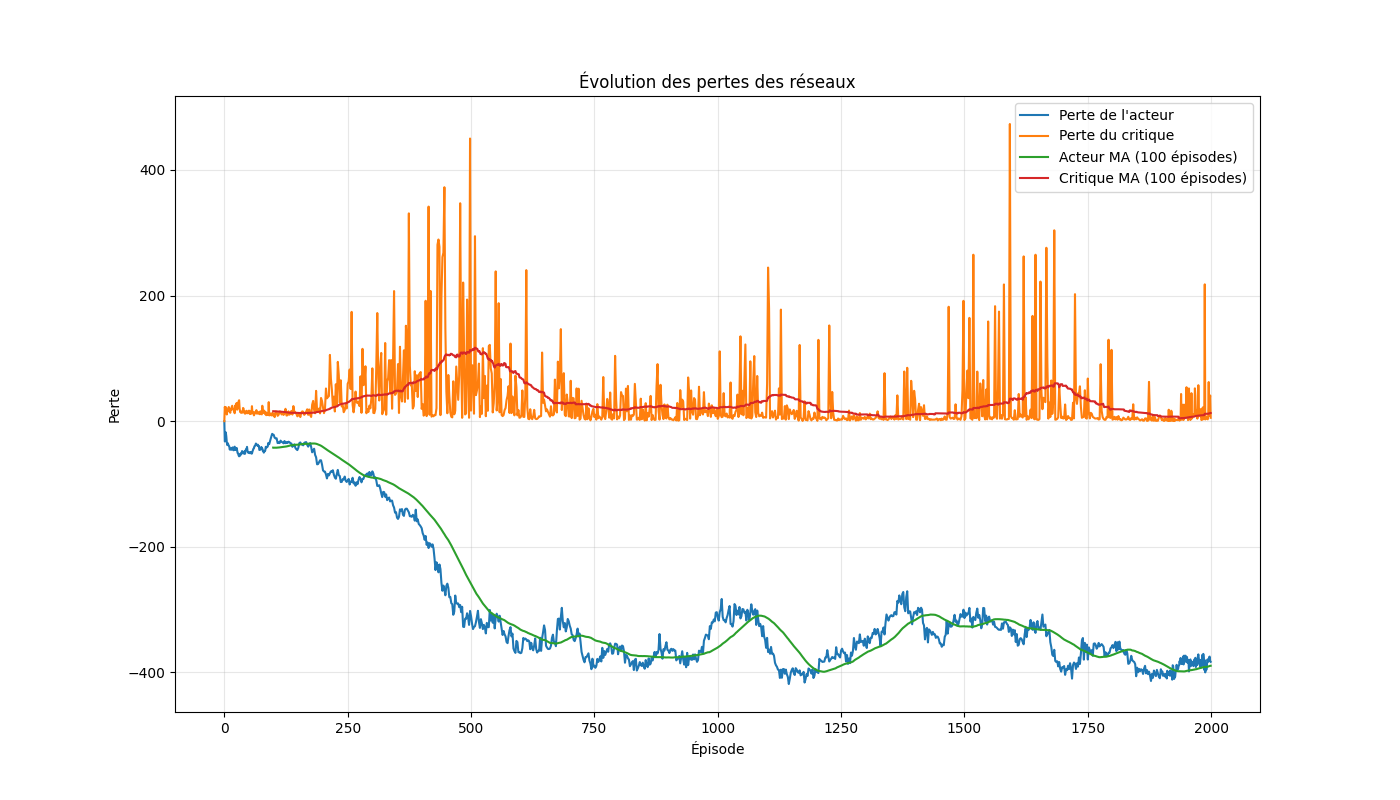 Évolution des pertes des réseaux
Perte de l'acteur
Perte du critique
Acteur MA (100 épisodes)
Critique MA (100 épisodes)
400
200
0
−200
−400
Perte
0 250 500 750 1000 1250 1500 1750 2000
Épisode